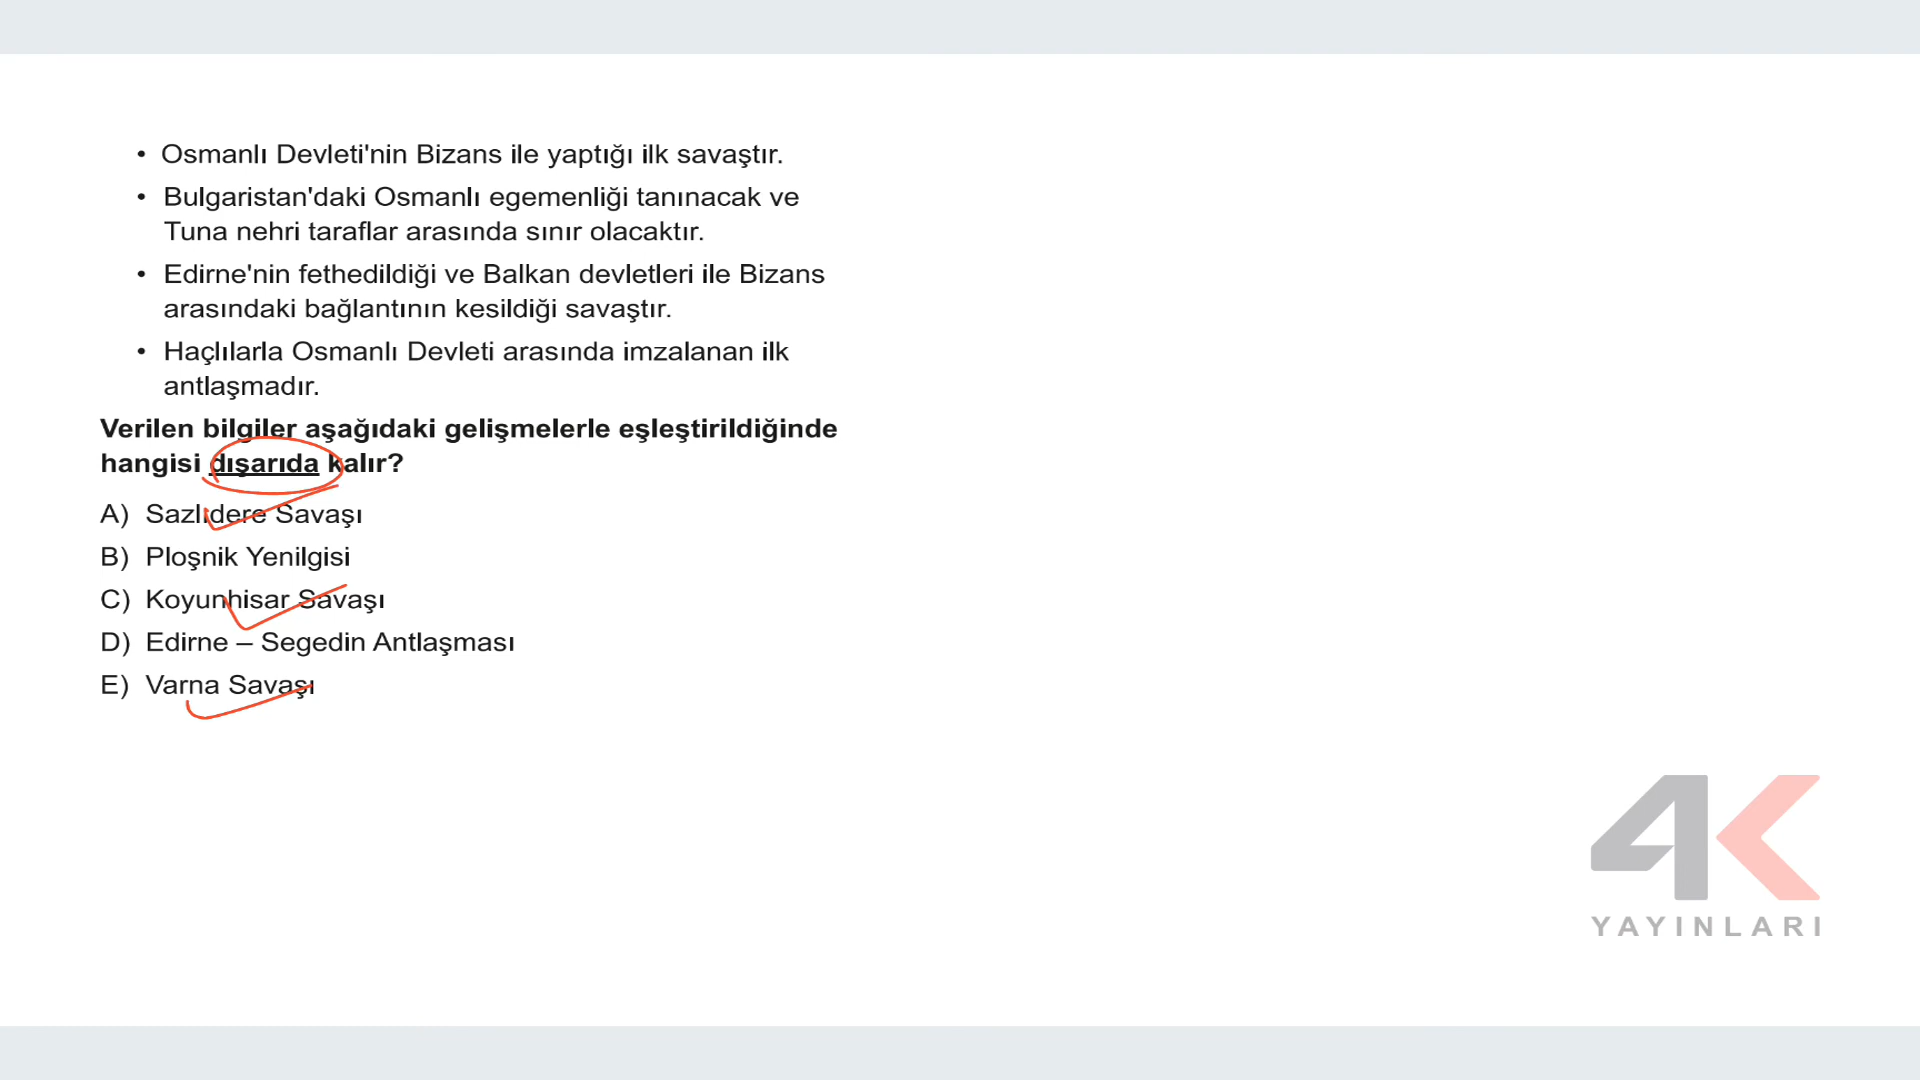 • Osmanlı Devleti'nin Bizans ile yaptığı ilk savaştır.
• Bulgaristan'daki Osmanlı egemenliği tanınacak ve
Tuna nehri taraflar arasında sınır olacaktır.
• Edirne'nin fethedildiği ve Balkan devletleri ile Bizans
arasındaki bağlantının kesildiği savaştır.
• Haçlılarla Osmanlı Devleti arasında imzalanan ilk
antlaşmadır.
Verilen bilgiler aşağıdaki gelişmelerle eşleştirildiğinde
hangisi dışarıda kalır?
A) Sazlıdere Savaşı
B) Ploşnik Yenilgisi
C) Koyunhisar Savaşı
D) Edirne – Segedin Antlaşması
E) Varna Savaşı
4K
YAYINLARI